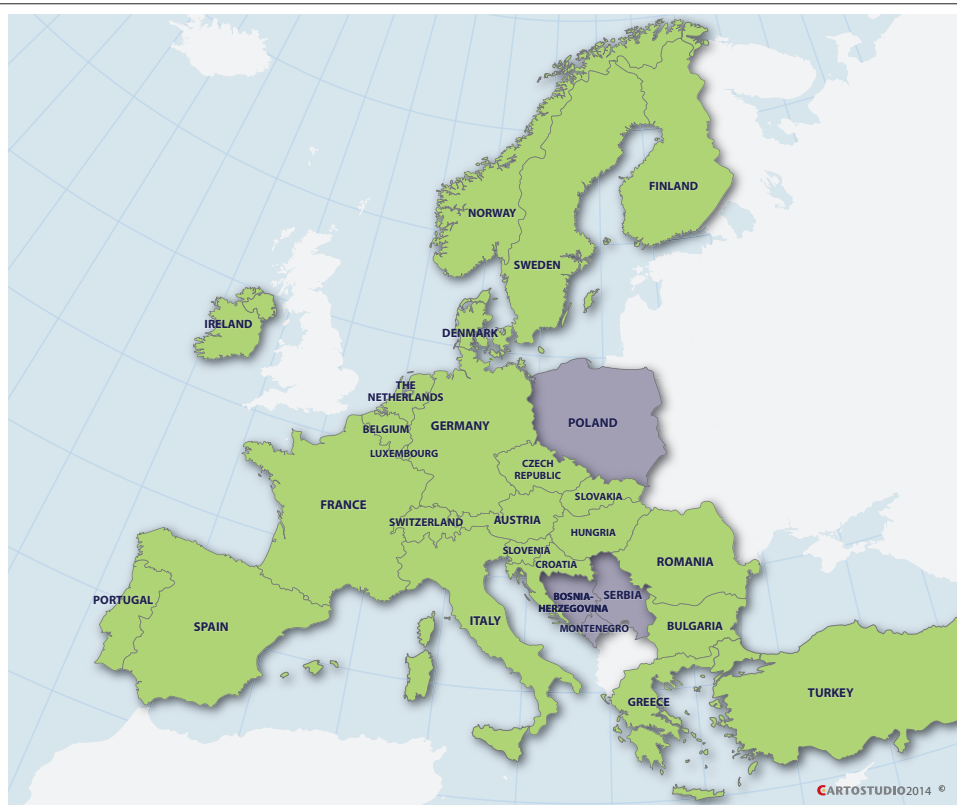 FINLAND
NORWAY
SWEDEN
IRELAND
DENMARK
THE
NETHERLANDS
POLAND
GERMANY
BELGIUM
LUXEMBOURG
CZECH
REPUBLIC
SLOVAKIA
FRANCE
SWITZERLAND
AUSTRIA
HUNGRIA
SLOVENIA
CROATIA
ROMANIA
BOSNIA-
HERZEGOVINA
SERBIA
PORTUGAL
SPAIN
ITALY
MONTENEGRO
BULGARIA
TURKEY
GREECE
CARTOSTUDIO2014 ©